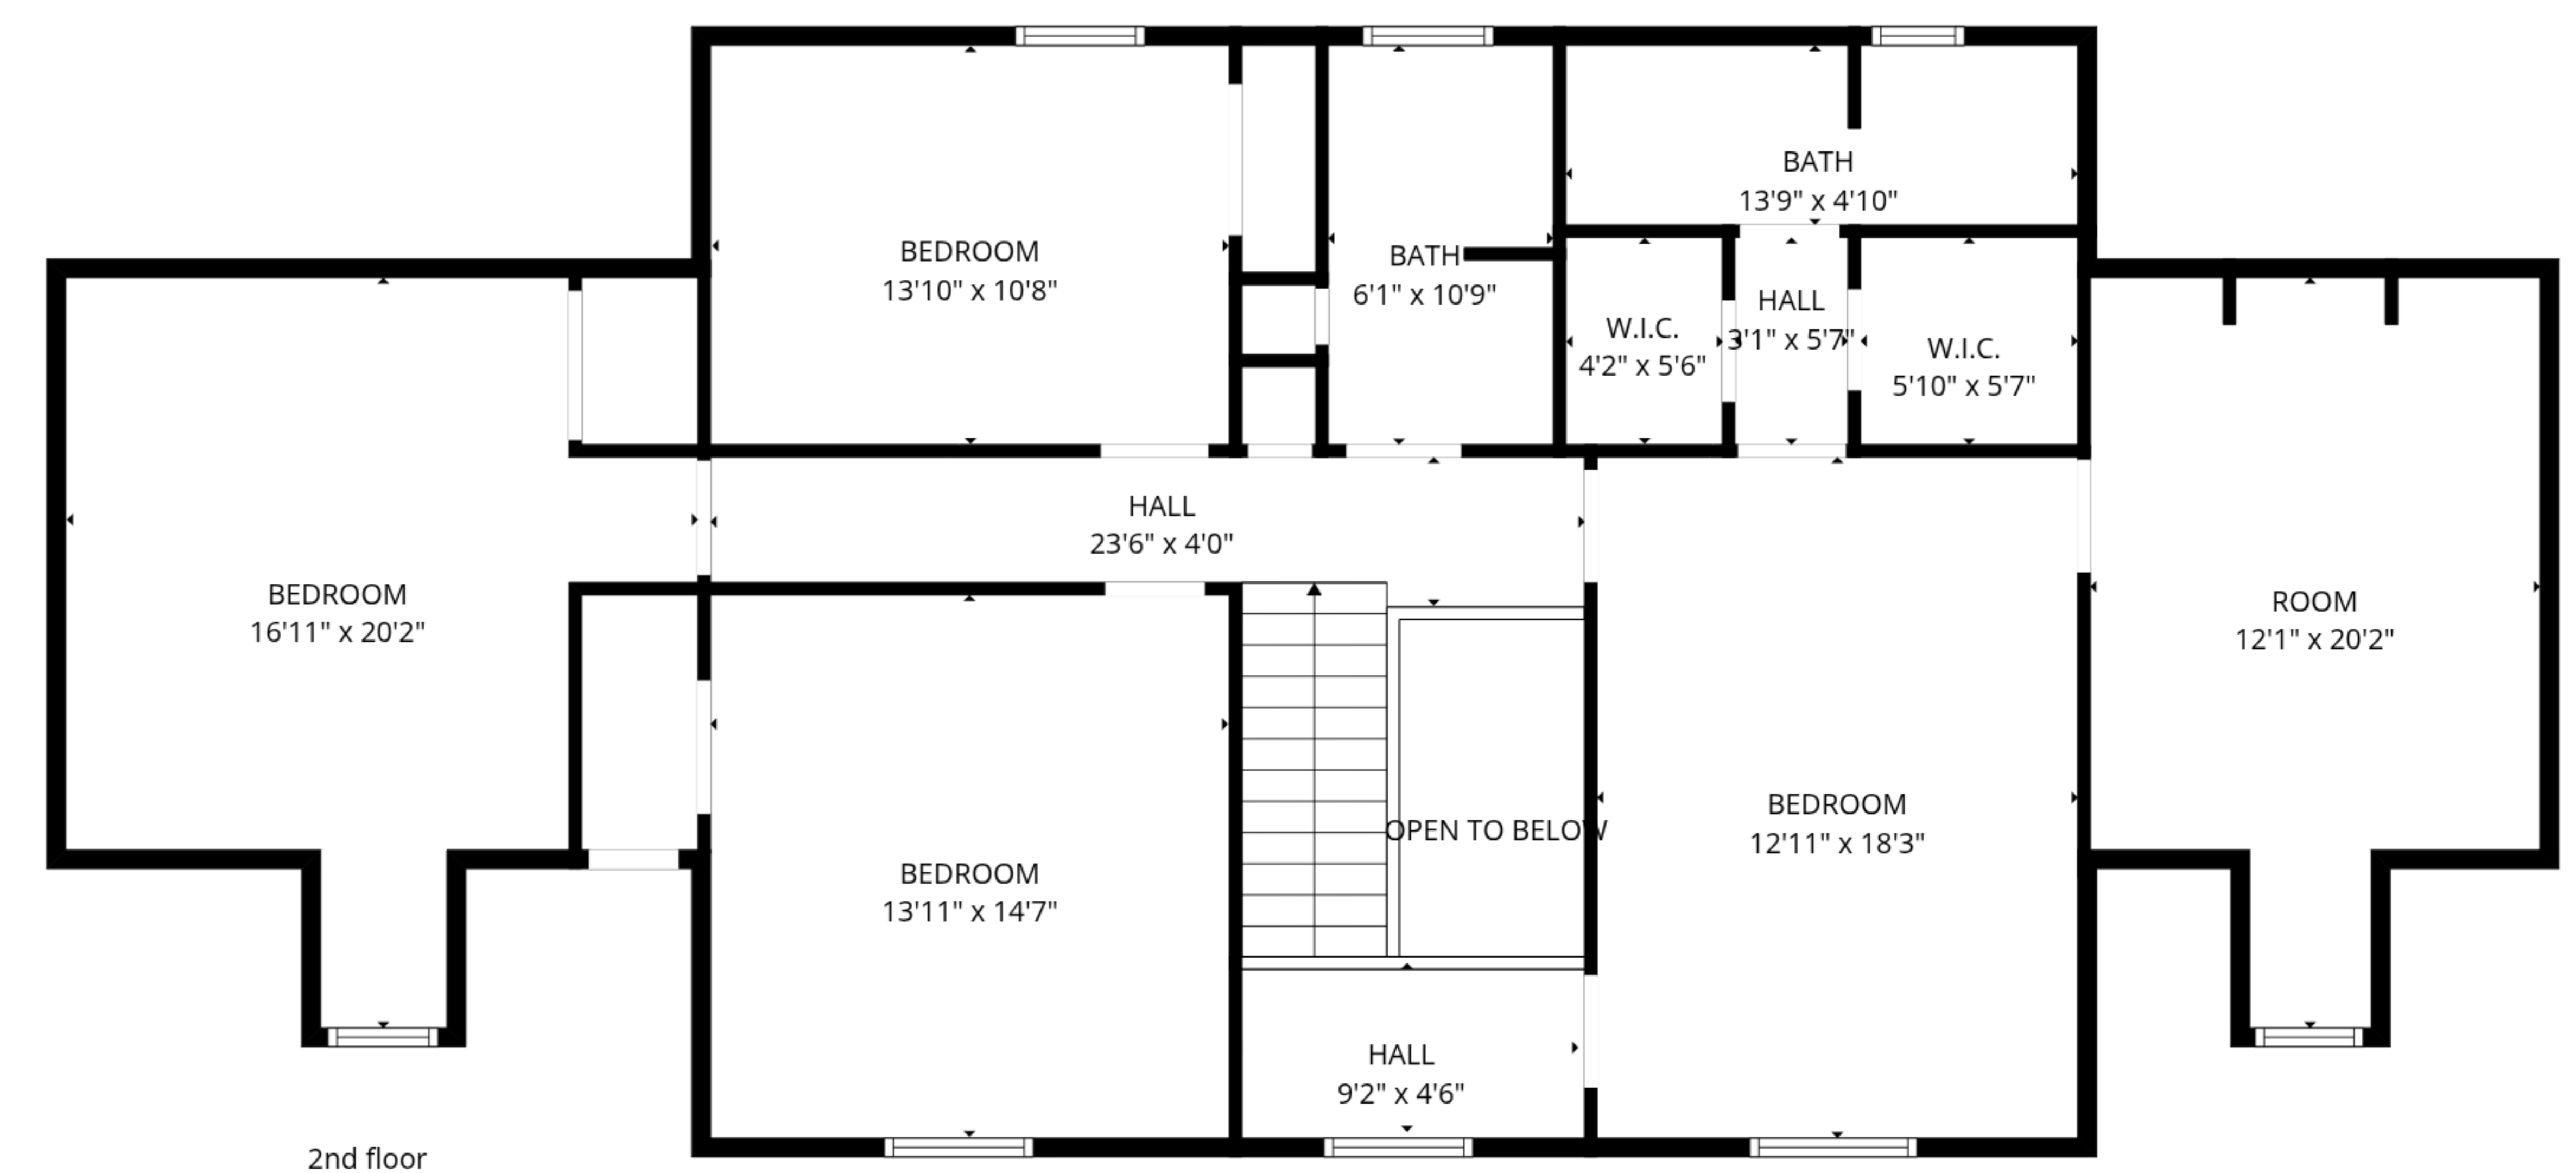 BATH
13'9" x 4'10"
BEDROOM
13'10" x 10'8"
BATH
6'1" x 10'9"
HALL
3'1" x 5'7"
W.I.C.
4'2" x 5'6"
W.I.C.
5'10" x 5'7"
HALL
23'6" x 4'0"
BEDROOM
16'11" x 20'2"
ROOM
12'1" x 20'2"
BEDROOM
12'11" x 18'3"
OPEN TO BELOW
BEDROOM
13'11" x 14'7"
HALL
9'2" x 4'6"
2nd floor